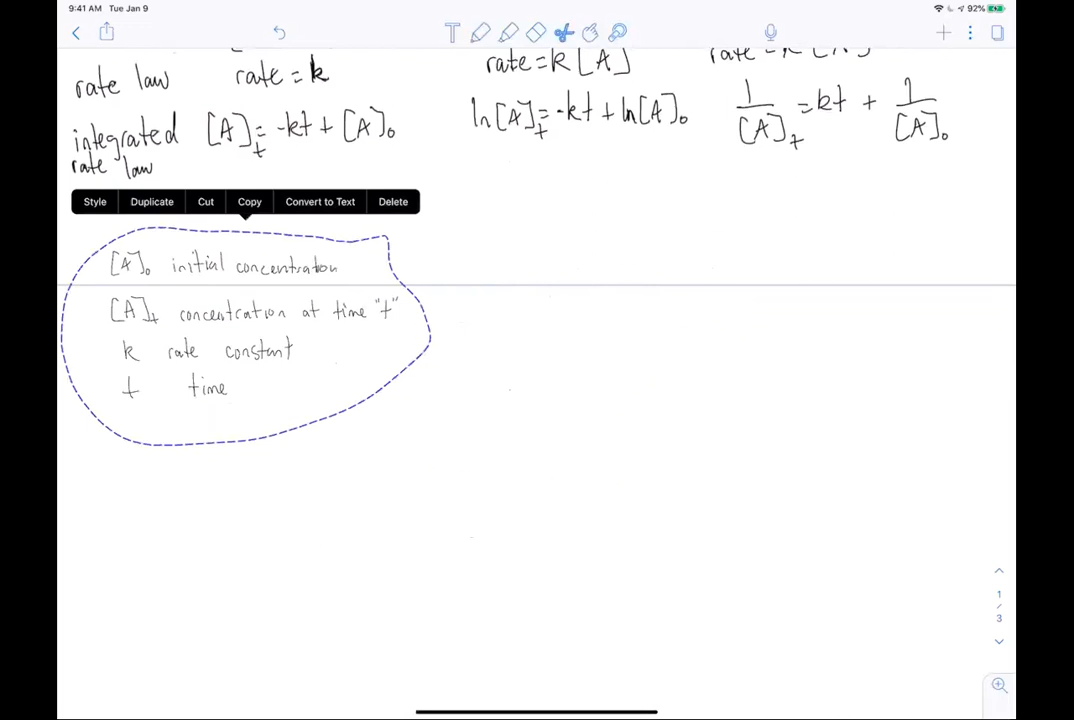 9:41 AM Tue Jan 9 92%
rate law rate = k rate = k [A]
integrated [A]t = -kt + [A]₀ ln[A]t = -kt + ln[A]₀ 1/[A]t = kt + 1/[A]₀
rate law
Style Duplicate Cut Copy Convert to Text Delete
[A]₀ initial concentration
[A]t concentration at time "t"
k rate constant
t time
1
/
3